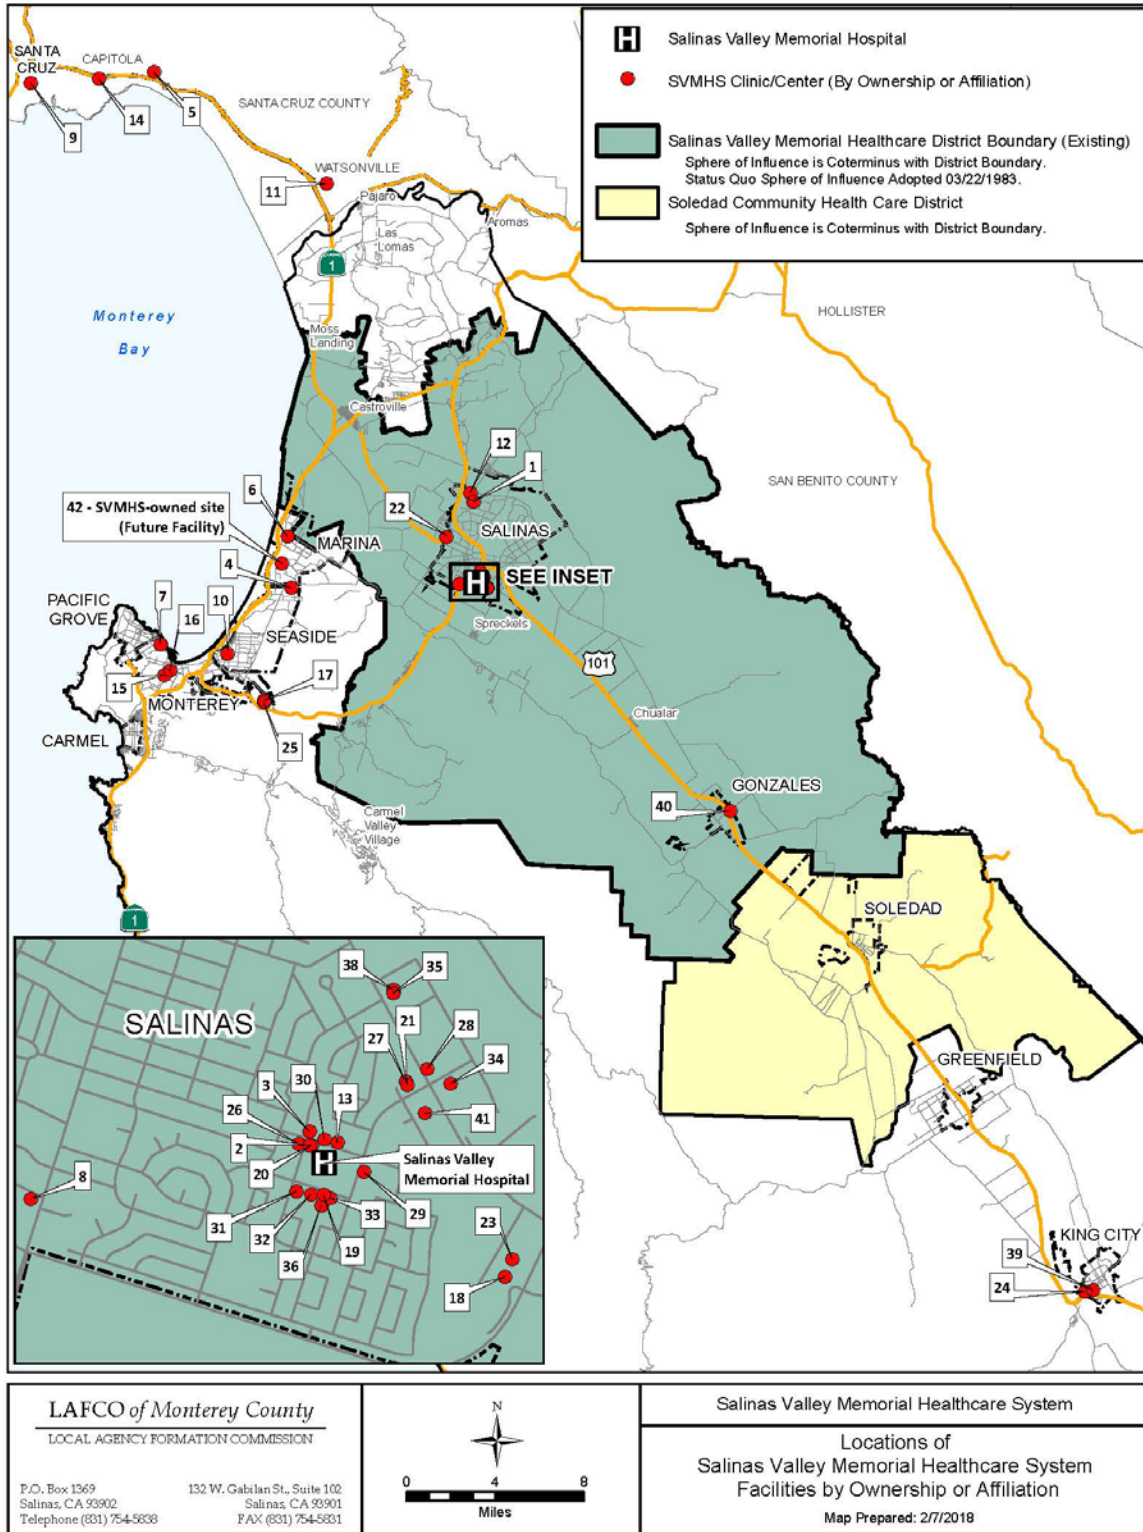 Salinas Valley Memorial Hospital
SVMHS Clinic/Center (By Ownership or Affiliation)
Salinas Valley Memorial Healthcare District Boundary (Existing)
Sphere of Influence is Coterminus with District Boundary.
Status Quo Sphere of Influence Adopted 03/22/1983.
Soledad Community Health Care District
Sphere of Influence is Coterminus with District Boundary.
SANTA
CRUZ
CAPITOLA
9
14
5
SANTA CRUZ COUNTY
WATSONVILLE
11
Pajaro
Aromas
Las
Lomas
1
HOLLISTER
Monterey
Bay
Moss
Landing
Castroville
12
1
SAN BENITO COUNTY
6
22
SALINAS
42 - SVMHS-owned site
(Future Facility)
MARINA
4
H
SEE INSET
PACIFIC
GROVE
7
16
10
SEASIDE
Spreckels
101
15
17
MONTEREY
Chualar
CARMEL
25
GONZALES
40
Carmel
Valley
Village
SOLEDAD
1
GREENFIELD
KING CITY
39
24
SALINAS
38
35
21
28
27
34
30
3
13
26
41
2
20
H
Salinas Valley
Memorial Hospital
8
31
33
29
32
19
23
36
18
LAFCO of Monterey County
LOCAL AGENCY FORMATION COMMISSION
P.O. Box 1369
Salinas, CA 93902
Telephone (831) 754-5838
132 W. Gabilan St., Suite 102
Salinas, CA 93901
FAX (831) 754-5831
N
0 4 8
Miles
Salinas Valley Memorial Healthcare System
Locations of
Salinas Valley Memorial Healthcare System
Facilities by Ownership or Affiliation
Map Prepared: 2/7/2018